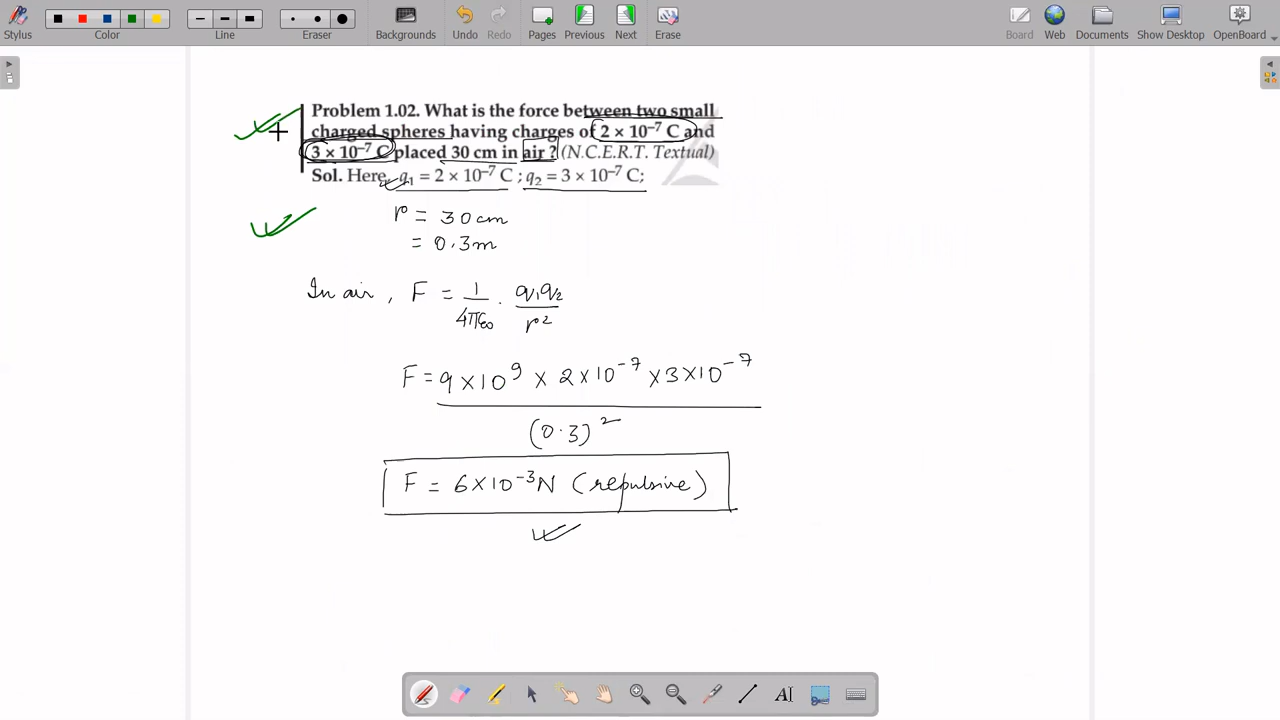 Stylus Color Line Eraser Backgrounds Undo Redo Pages Previous Next Erase Board Web Documents Show Desktop OpenBoard
Problem 1.02. What is the force between two small
charged spheres having charges of 2 × 10⁻⁷ C and
3 × 10⁻⁷ C placed 30 cm in air ? (N.C.E.R.T. Textual)
Sol. Here, q₁ = 2 × 10⁻⁷ C ; q₂ = 3 × 10⁻⁷ C;
r = 30 cm
= 0.3 m
In air, F = 1/4πε₀ · q₁q₂/r²
F = 9 × 10⁹ × 2 × 10⁻⁷ × 3 × 10⁻⁷
(0.3)²
F = 6 × 10⁻³ N (repulsive)
AI